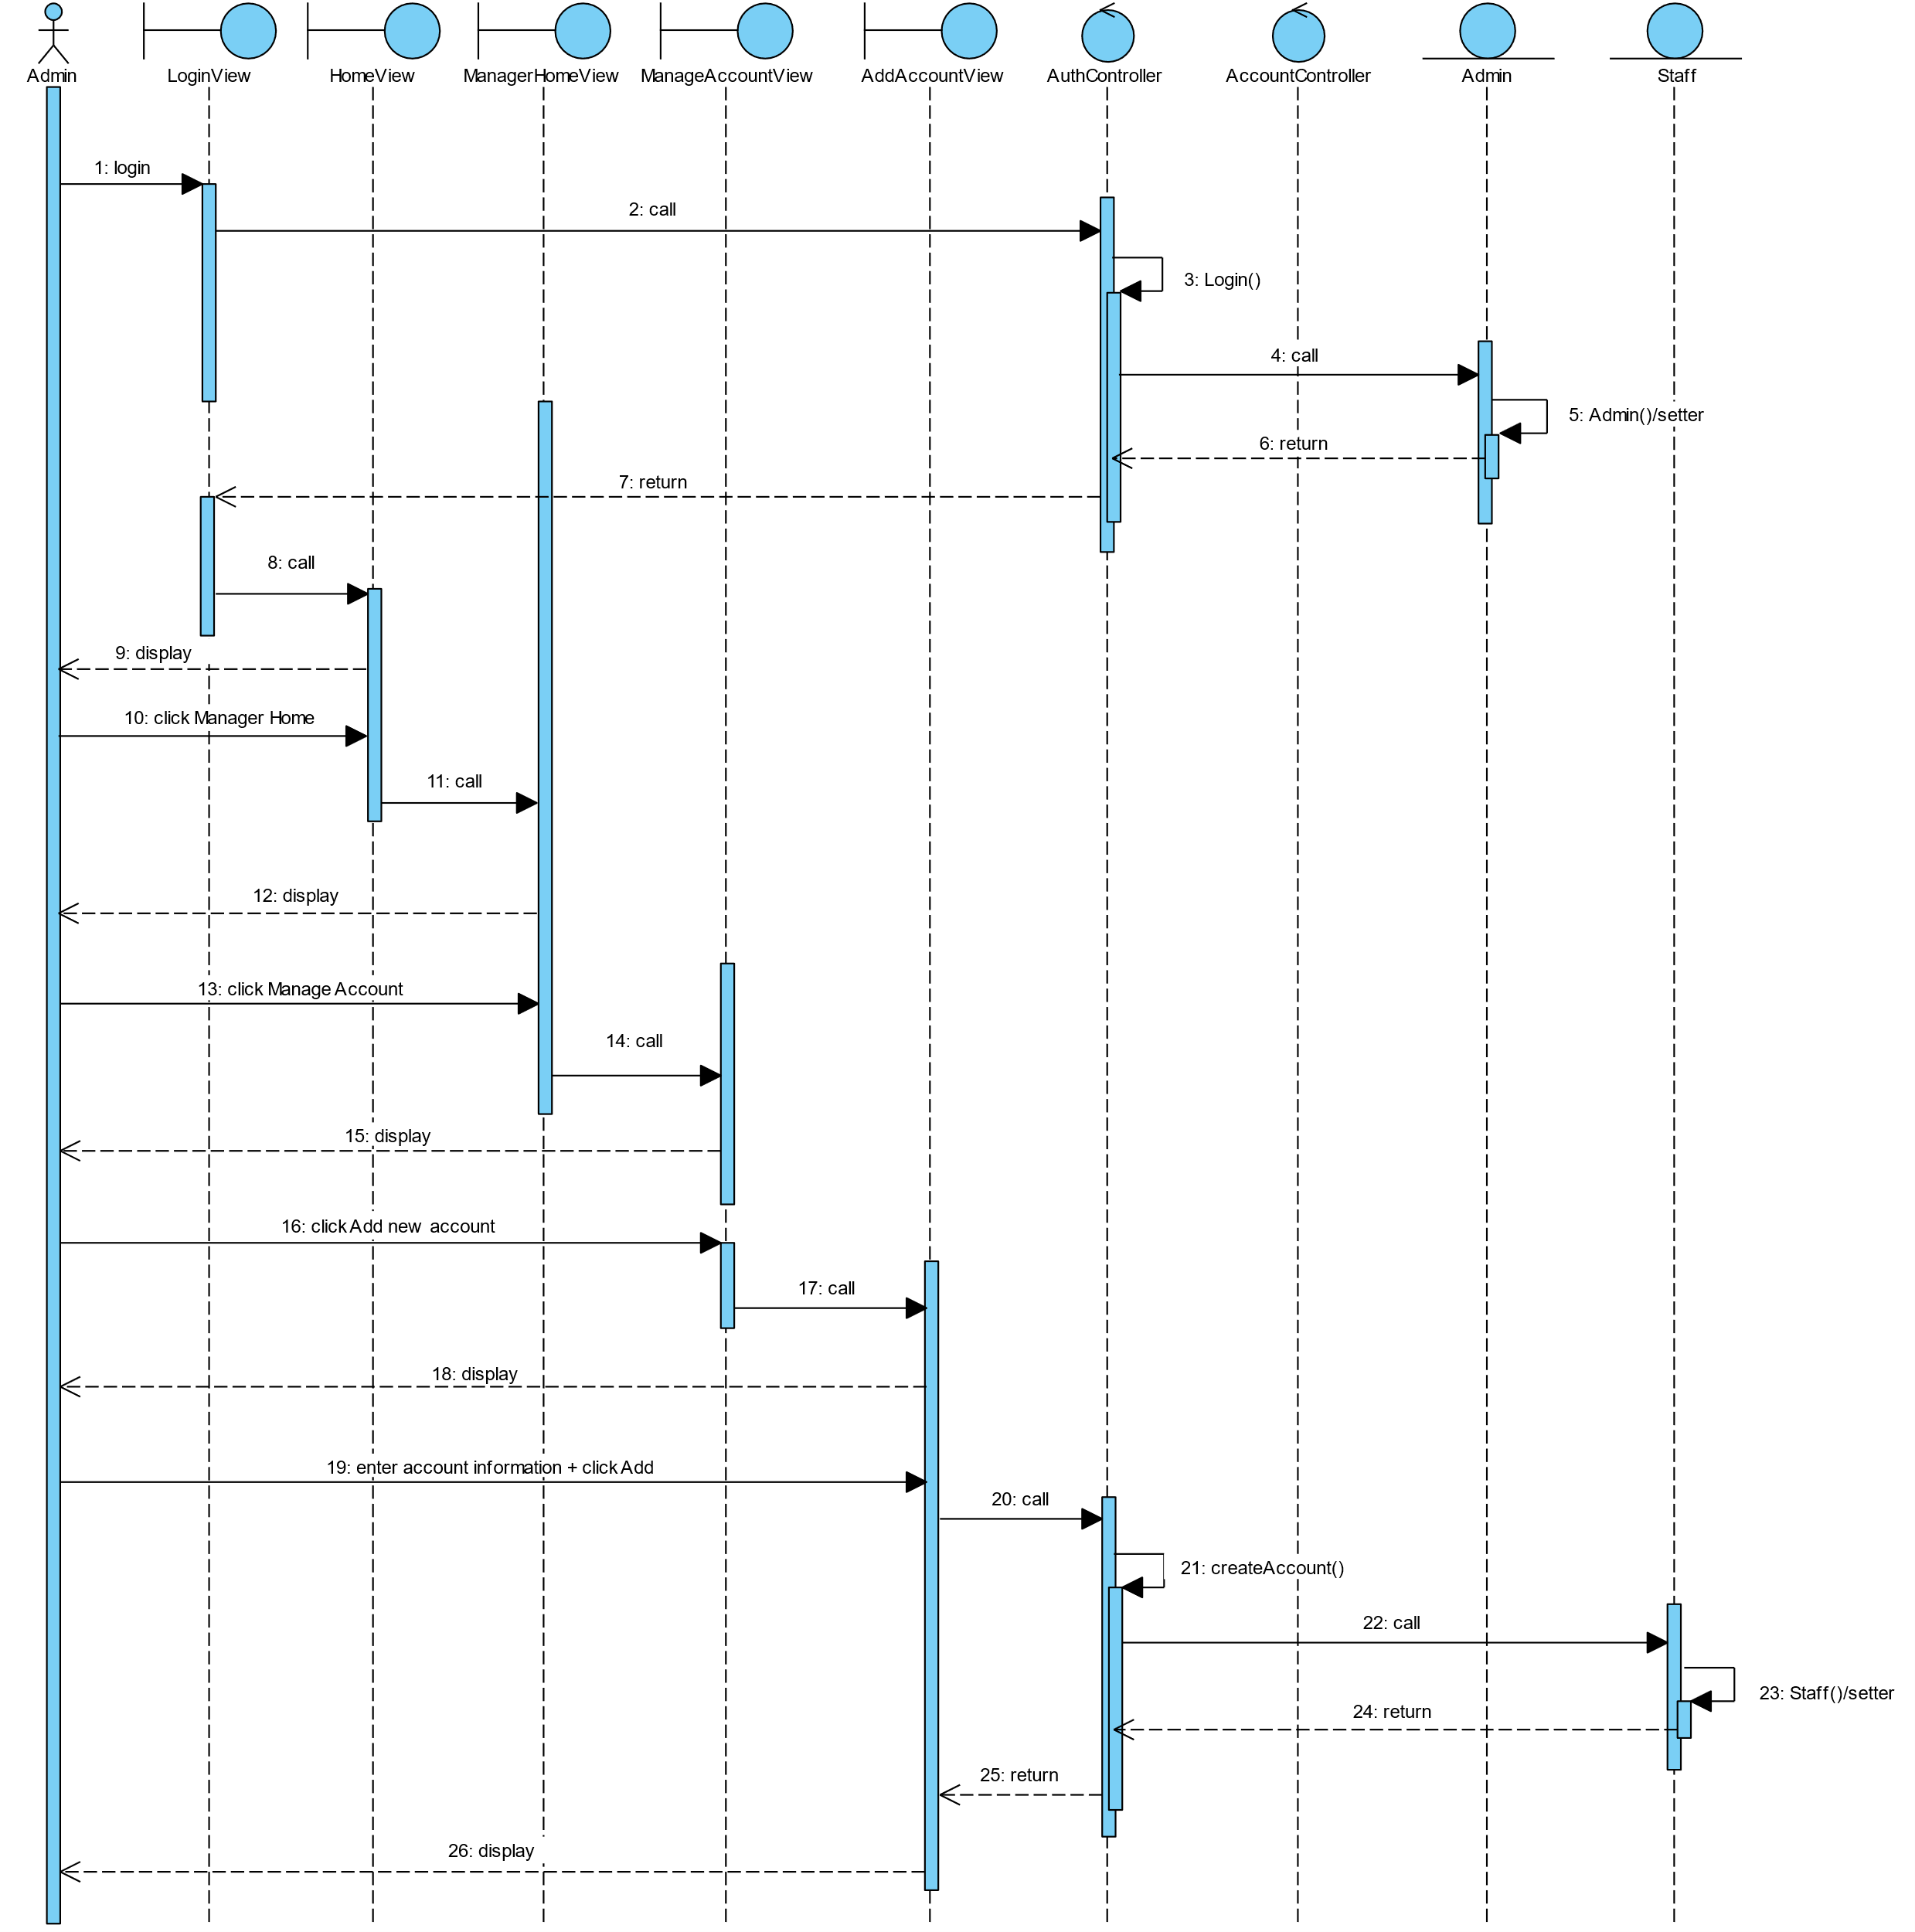 Admin
LoginView
HomeView
ManagerHomeView
ManageAccountView
AddAccountView
AuthController
AccountController
Admin
Staff
1: login
2: call
3: Login()
4: call
5: Admin()/setter
6: return
7: return
8: call
9: display
10: click Manager Home
11: call
12: display
13: click Manage Account
14: call
15: display
16: click Add new  account
17: call
18: display
19: enter account information + click Add
20: call
21: createAccount()
22: call
23: Staff()/setter
24: return
25: return
26: display